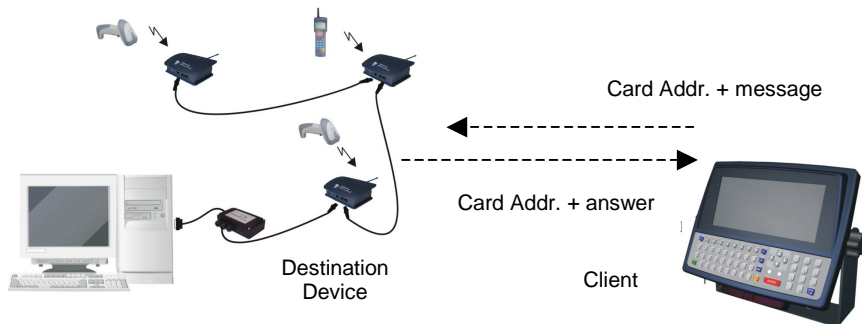 Card Addr. + message
Card Addr. + answer
Destination
Device
Client